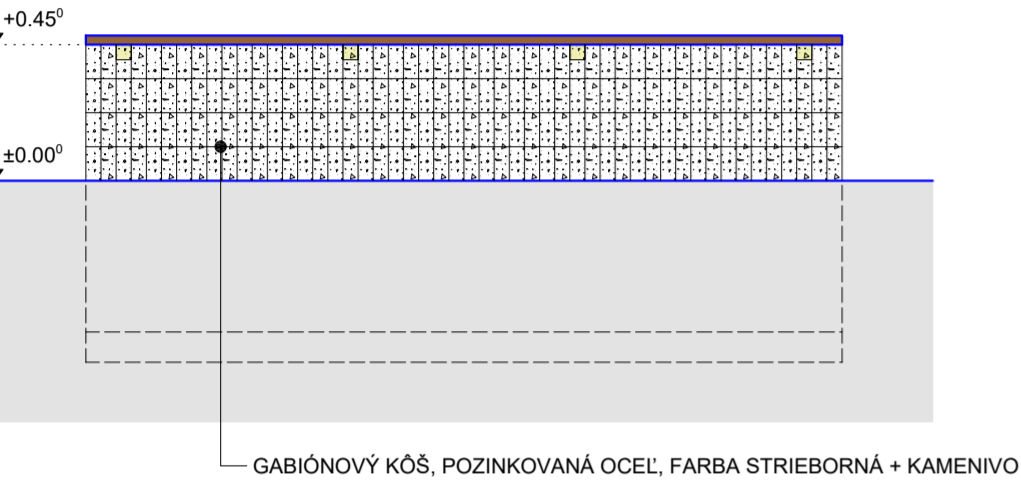 +0.45⁰
±0.00⁰
GABIÓNOVÝ KÔŠ, POZINKOVANÁ OCEĽ, FARBA STRIEBORNÁ + KAMENIVO